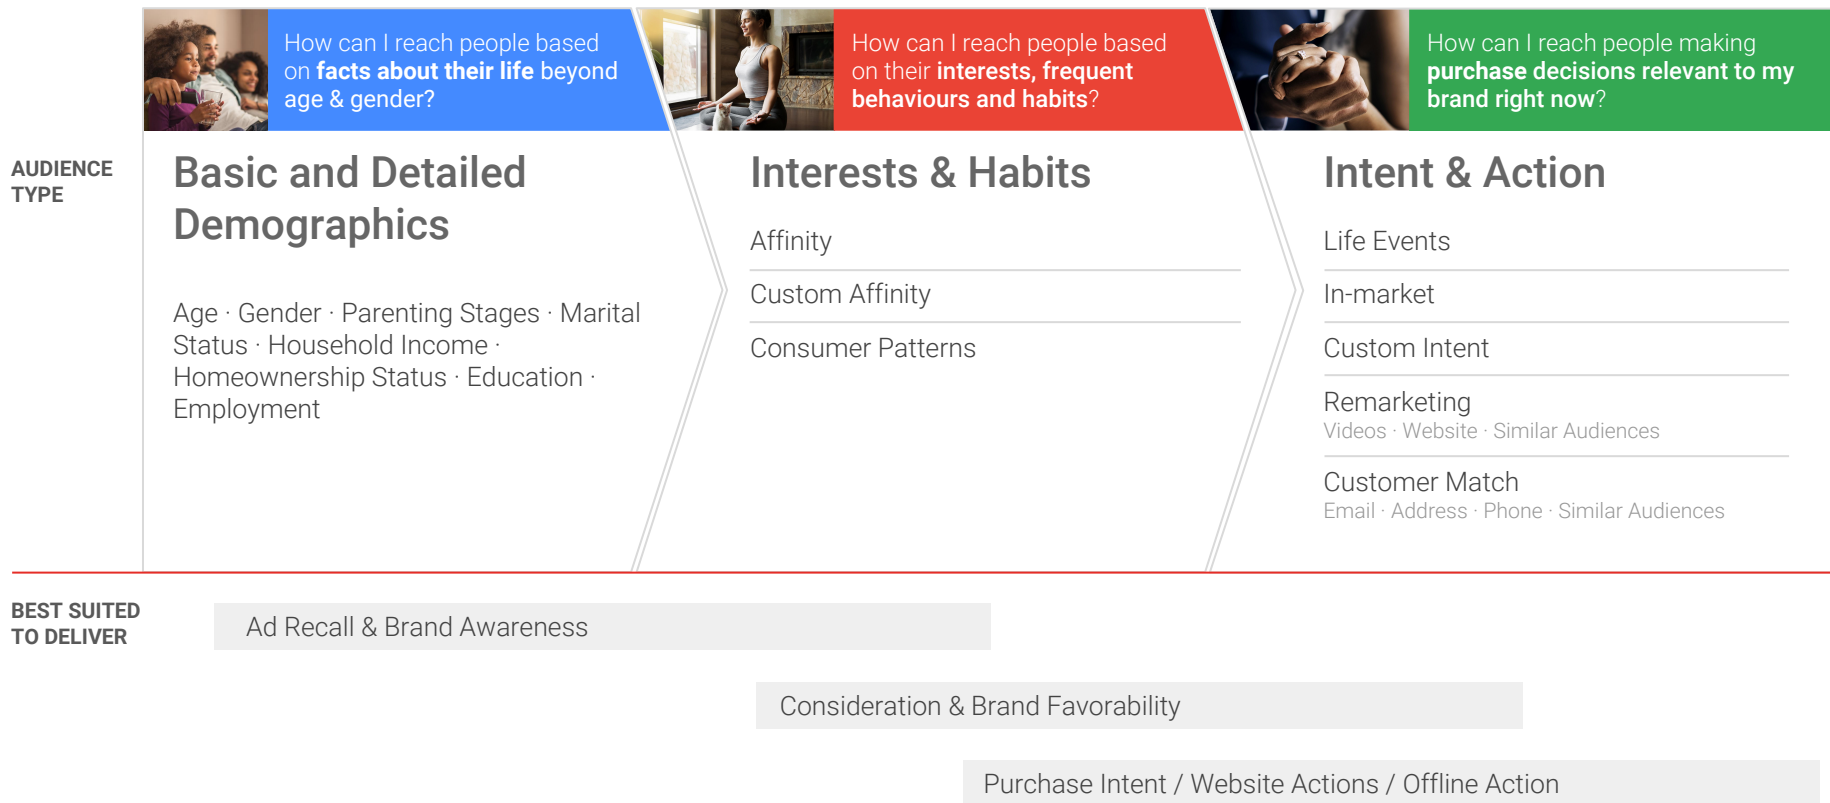 How can I reach people based
on facts about their life beyond
age & gender?
How can I reach people based
on their interests, frequent
behaviours and habits?
How can I reach people making
purchase decisions relevant to my
brand right now?
AUDIENCE
TYPE
Basic and Detailed
Demographics
Age · Gender · Parenting Stages · Marital
Status · Household Income ·
Homeownership Status · Education ·
Employment
Interests & Habits
Affinity
Custom Affinity
Consumer Patterns
Intent & Action
Life Events
In-market
Custom Intent
Remarketing
Videos · Website · Similar Audiences
Customer Match
Email · Address · Phone · Similar Audiences
BEST SUITED
TO DELIVER
Ad Recall & Brand Awareness
Consideration & Brand Favorability
Purchase Intent / Website Actions / Offline Action